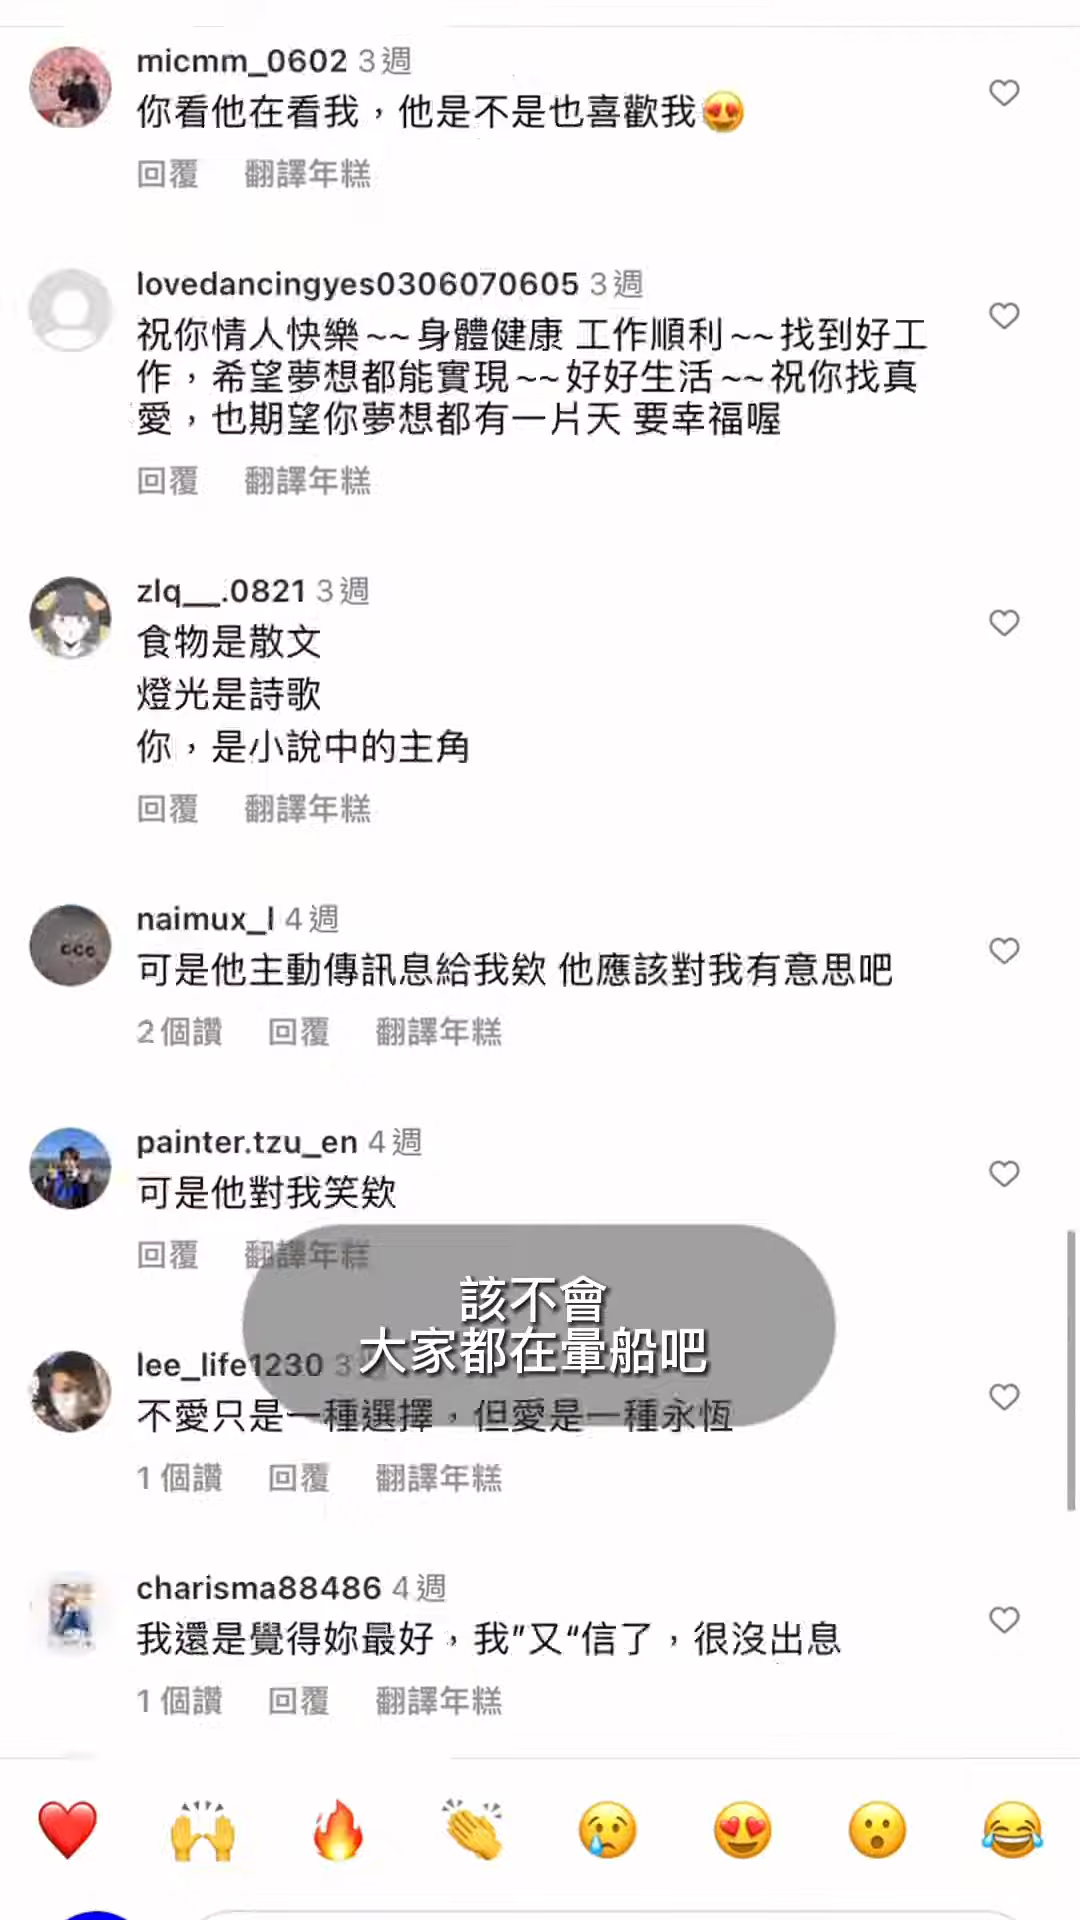 micmm_0602 3週
你看他在看我，他是不是也喜歡我😍
回覆 翻譯年糕
lovedancingyes0306070605 3週
祝你情人快樂~~身體健康 工作順利~~找到好工
作，希望夢想都能實現~~好好生活~~祝你找真
愛，也期望你夢想都有一片天 要幸福喔
回覆 翻譯年糕
zlq__.0821 3週
食物是散文
燈光是詩歌
你，是小說中的主角
回覆 翻譯年糕
naimux_l 4週
可是他主動傳訊息給我欸 他應該對我有意思吧
2個讚 回覆 翻譯年糕
painter.tzu_en 4週
可是他對我笑欸
回覆 翻譯年糕
該不會
大家都在暈船吧
lee_life1230 3
不愛只是一種選擇，但愛是一種永恆
1個讚 回覆 翻譯年糕
charisma88486 4週
我還是覺得妳最好，我”又“信了，很沒出息
1個讚 回覆 翻譯年糕